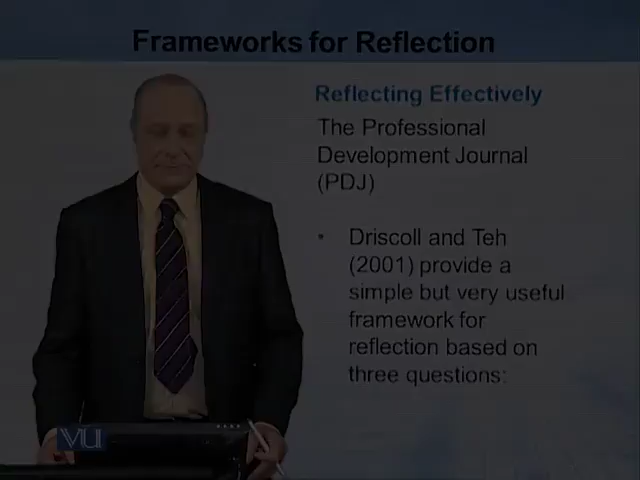 Frameworks for Reflection
Reflecting Effectively
The Professional
Development Journal
(PDJ)
• Driscoll and Teh
(2001) provide a
simple but very useful
framework for
reflection based on
three questions:
VU